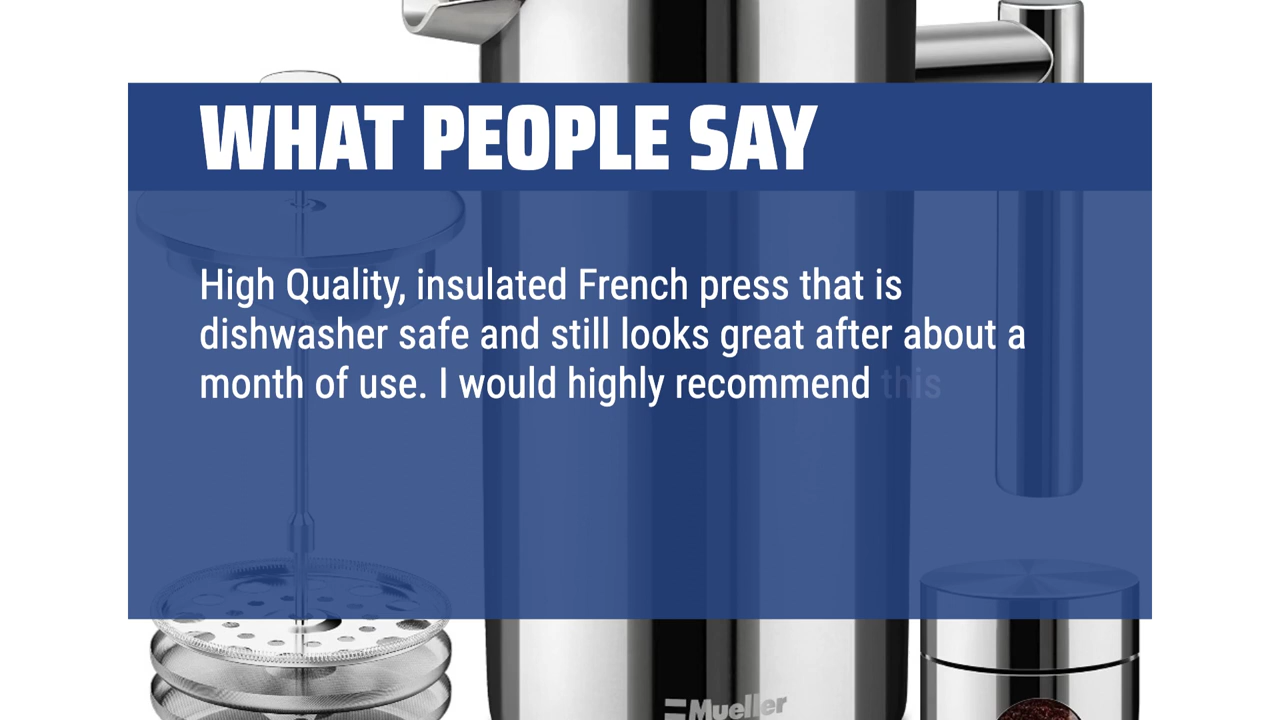 WHAT PEOPLE SAY
High Quality, insulated French press that is
dishwasher safe and still looks great after about a
month of use. I would highly recommend this
Mueller